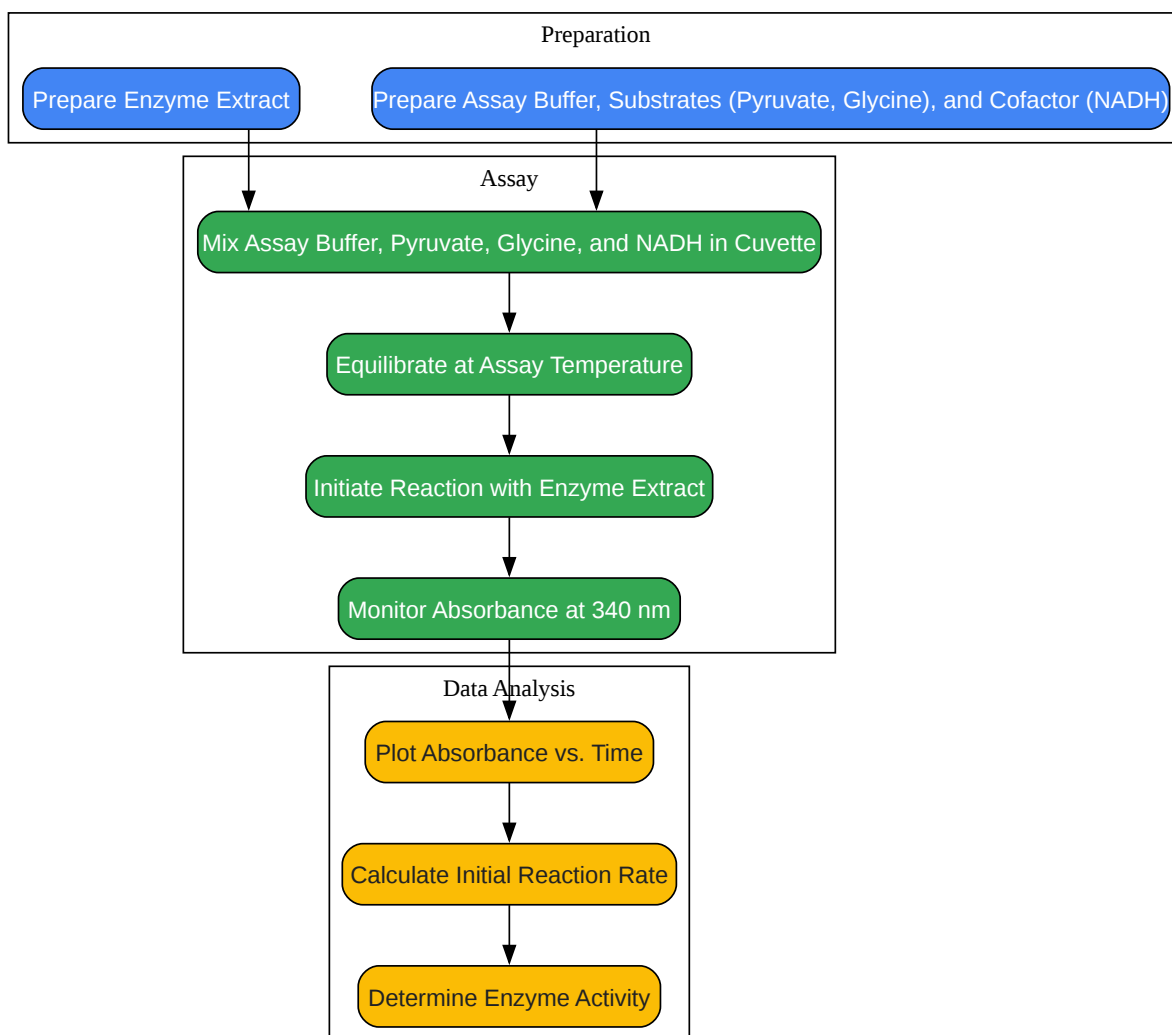 Preparation
Prepare Enzyme Extract
Prepare Assay Buffer, Substrates (Pyruvate, Glycine), and Cofactor (NADH)
Assay
Mix Assay Buffer, Pyruvate, Glycine, and NADH in Cuvette
Equilibrate at Assay Temperature
Initiate Reaction with Enzyme Extract
Monitor Absorbance at 340 nm
Data Analysis
Plot Absorbance vs. Time
Calculate Initial Reaction Rate
Determine Enzyme Activity